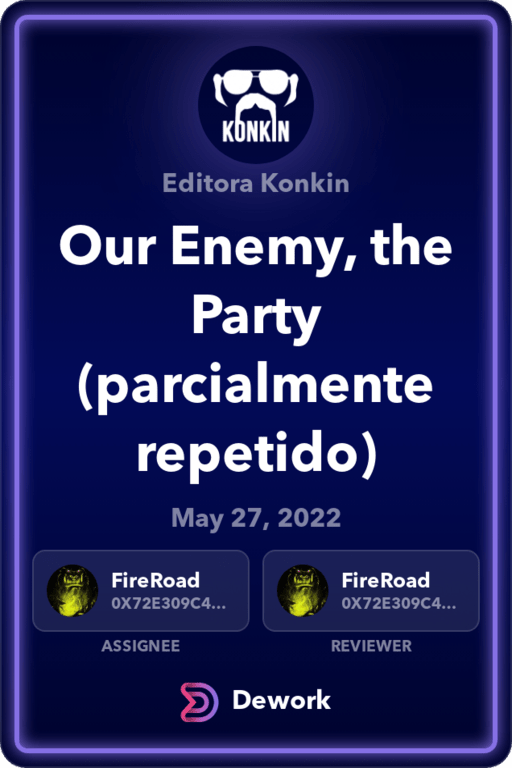 KONKIN
Editora Konkin
Our Enemy, the
Party
(parcialmente
repetido)
May 27, 2022
FireRoad
0X72E309C4...
FireRoad
0X72E309C4...
ASSIGNEE
REVIEWER
Dework